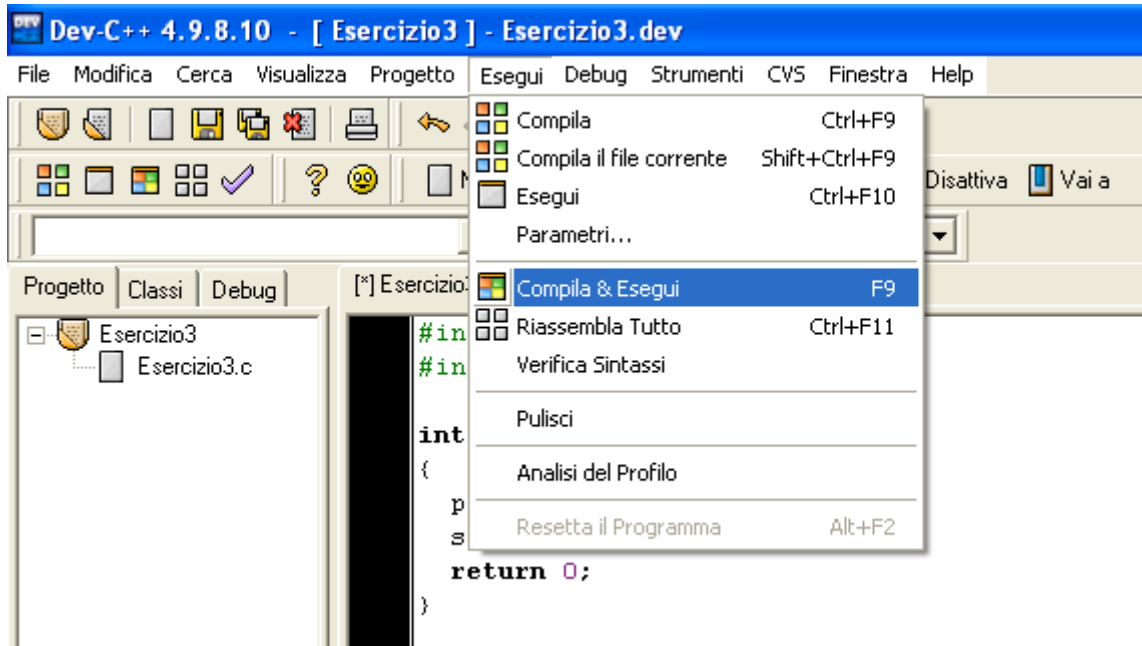 Dev-C++ 4.9.8.10 - [ Esercizio3 ] - Esercizio3.dev
File Modifica Cerca Visualizza Progetto Esegui Debug Strumenti CVS Finestra Help
Compila Ctrl+F9
Compila il file corrente Shift+Ctrl+F9
Disattiva Vai a
Esegui Ctrl+F10
Parametri...
Progetto Classi Debug [*] Esercizio
Compila & Esegui F9
Esercizio3
#in
Riassembla Tutto Ctrl+F11
Esercizio3.c
#in
Verifica Sintassi
Pulisci
int
{
Analisi del Profilo
p
Resetta il Programma Alt+F2
s
return 0;
}